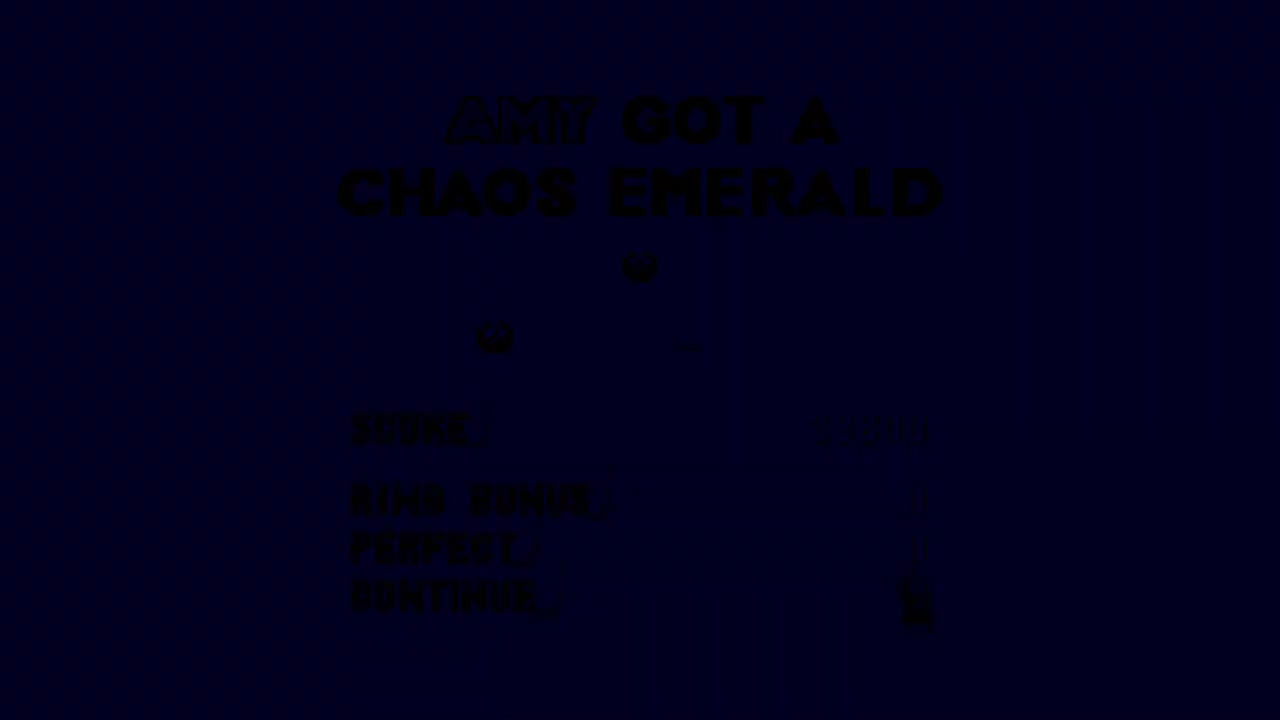 AMY GOT A
CHAOS EMERALD
SCORE
RING BONUS
PERFECT
CONTINUE